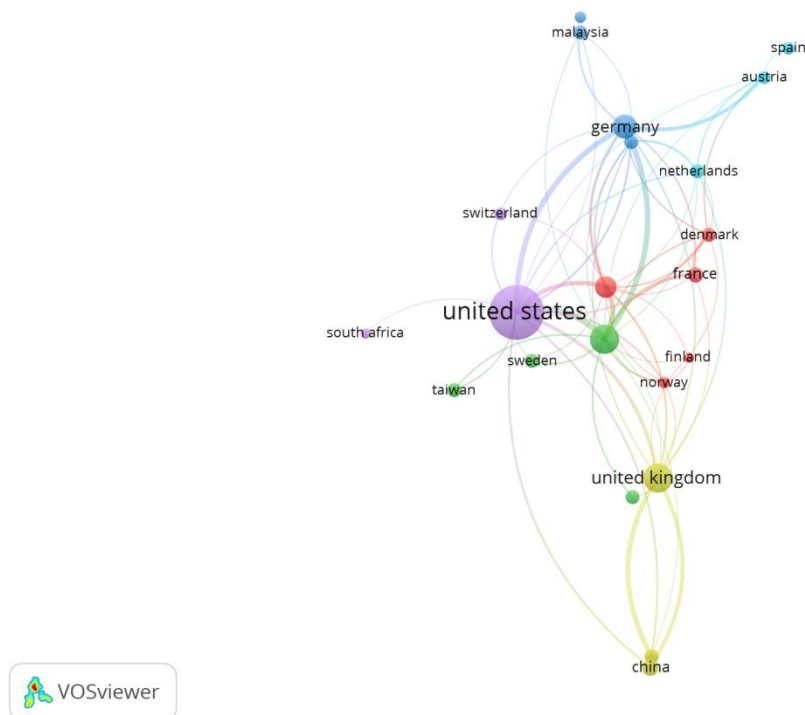 malaysia
spain
austria
germany
netherlands
switzerland
denmark
france
united states
south africa
finland
sweden
norway
taiwan
united kingdom
china
VOSviewer